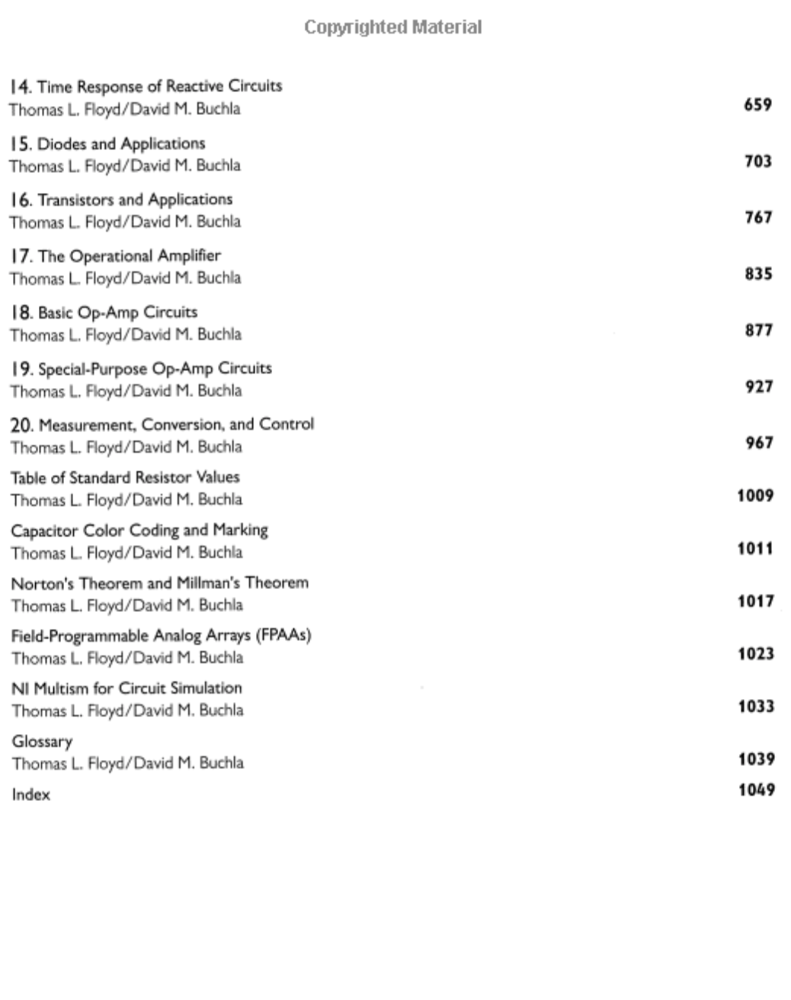 Copyrighted Material
14. Time Response of Reactive Circuits
Thomas L. Floyd/David M. Buchla 659
15. Diodes and Applications
Thomas L. Floyd/David M. Buchla 703
16. Transistors and Applications
Thomas L. Floyd/David M. Buchla 767
17. The Operational Amplifier
Thomas L. Floyd/David M. Buchla 835
18. Basic Op-Amp Circuits
Thomas L. Floyd/David M. Buchla 877
19. Special-Purpose Op-Amp Circuits
Thomas L. Floyd/David M. Buchla 927
20. Measurement, Conversion, and Control
Thomas L. Floyd/David M. Buchla 967
Table of Standard Resistor Values
Thomas L. Floyd/David M. Buchla 1009
Capacitor Color Coding and Marking
Thomas L. Floyd/David M. Buchla 1011
Norton's Theorem and Millman's Theorem
Thomas L. Floyd/David M. Buchla 1017
Field-Programmable Analog Arrays (FPAAs)
Thomas L. Floyd/David M. Buchla 1023
NI Multism for Circuit Simulation
Thomas L. Floyd/David M. Buchla 1033
Glossary
Thomas L. Floyd/David M. Buchla 1039
Index 1049